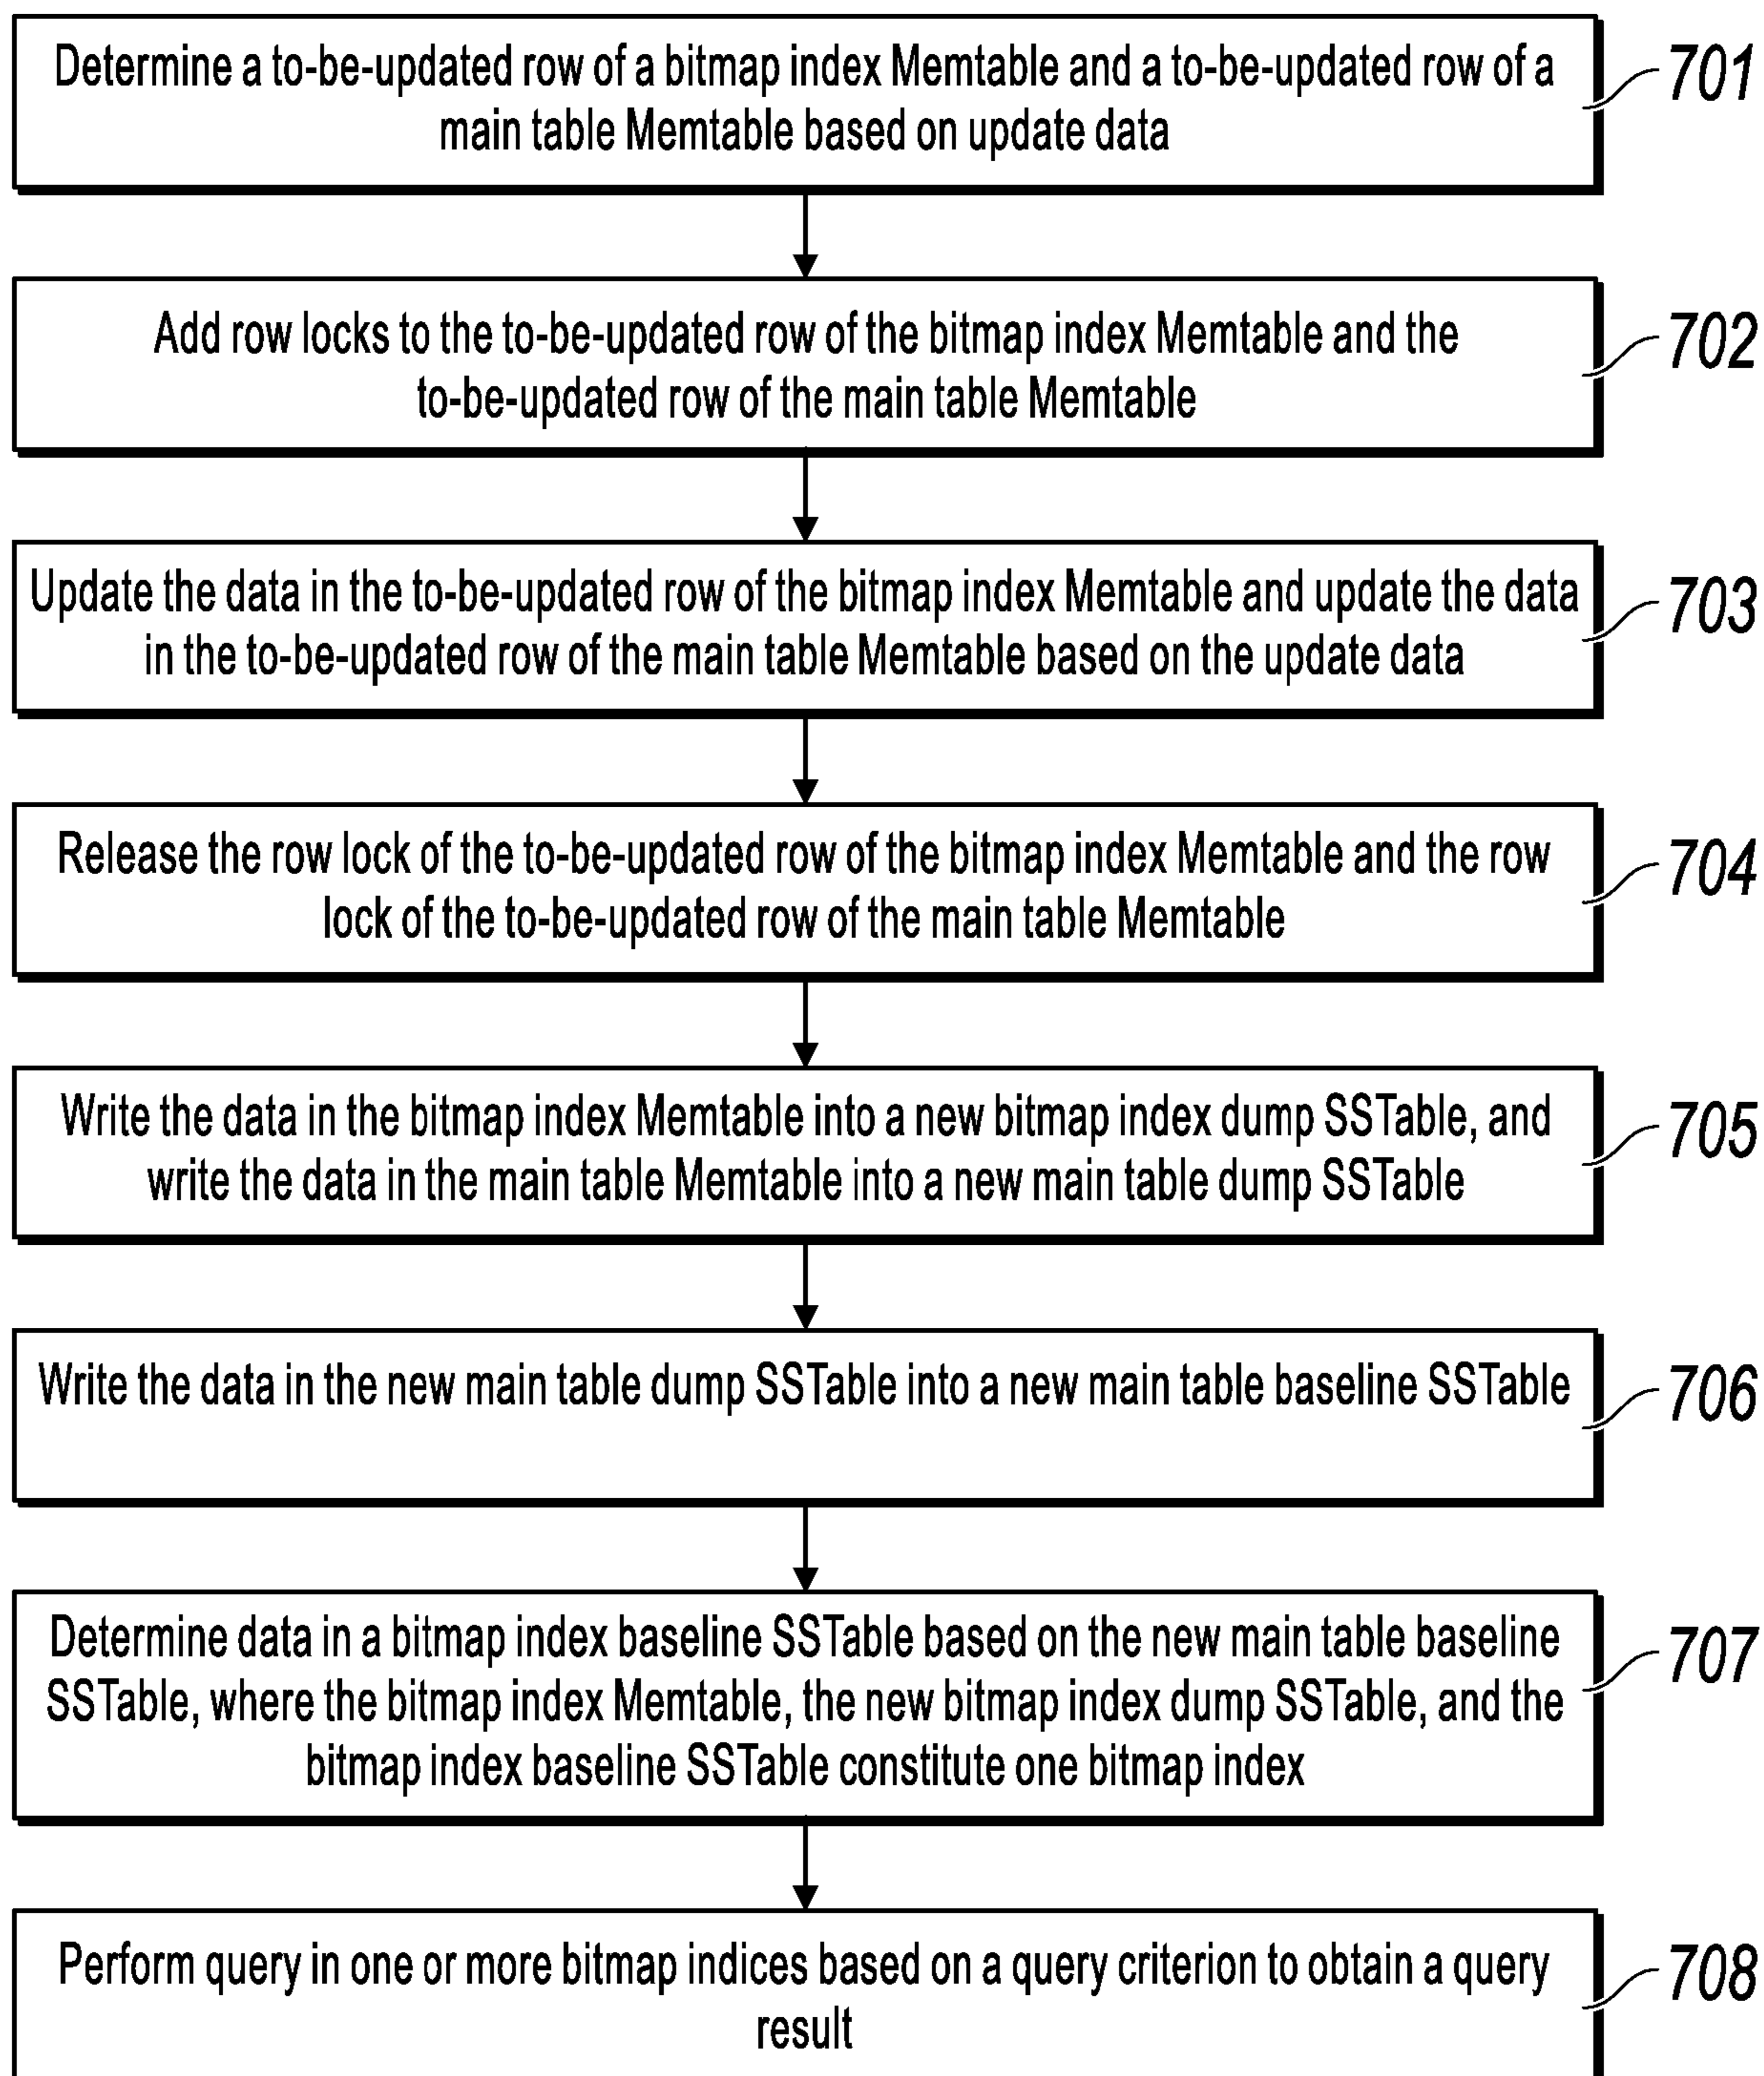 Determine a to-be-updated row of a bitmap index Memtable and a to-be-updated row of a
main table Memtable based on update data
701
Add row locks to the to-be-updated row of the bitmap index Memtable and the
to-be-updated row of the main table Memtable
702
Update the data in the to-be-updated row of the bitmap index Memtable and update the data
in the to-be-updated row of the main table Memtable based on the update data
703
Release the row lock of the to-be-updated row of the bitmap index Memtable and the row
lock of the to-be-updated row of the main table Memtable
704
Write the data in the bitmap index Memtable into a new bitmap index dump SSTable, and
write the data in the main table Memtable into a new main table dump SSTable
705
Write the data in the new main table dump SSTable into a new main table baseline SSTable
706
Determine data in a bitmap index baseline SSTable based on the new main table baseline
SSTable, where the bitmap index Memtable, the new bitmap index dump SSTable, and the
bitmap index baseline SSTable constitute one bitmap index
707
Perform query in one or more bitmap indices based on a query criterion to obtain a query
result
708